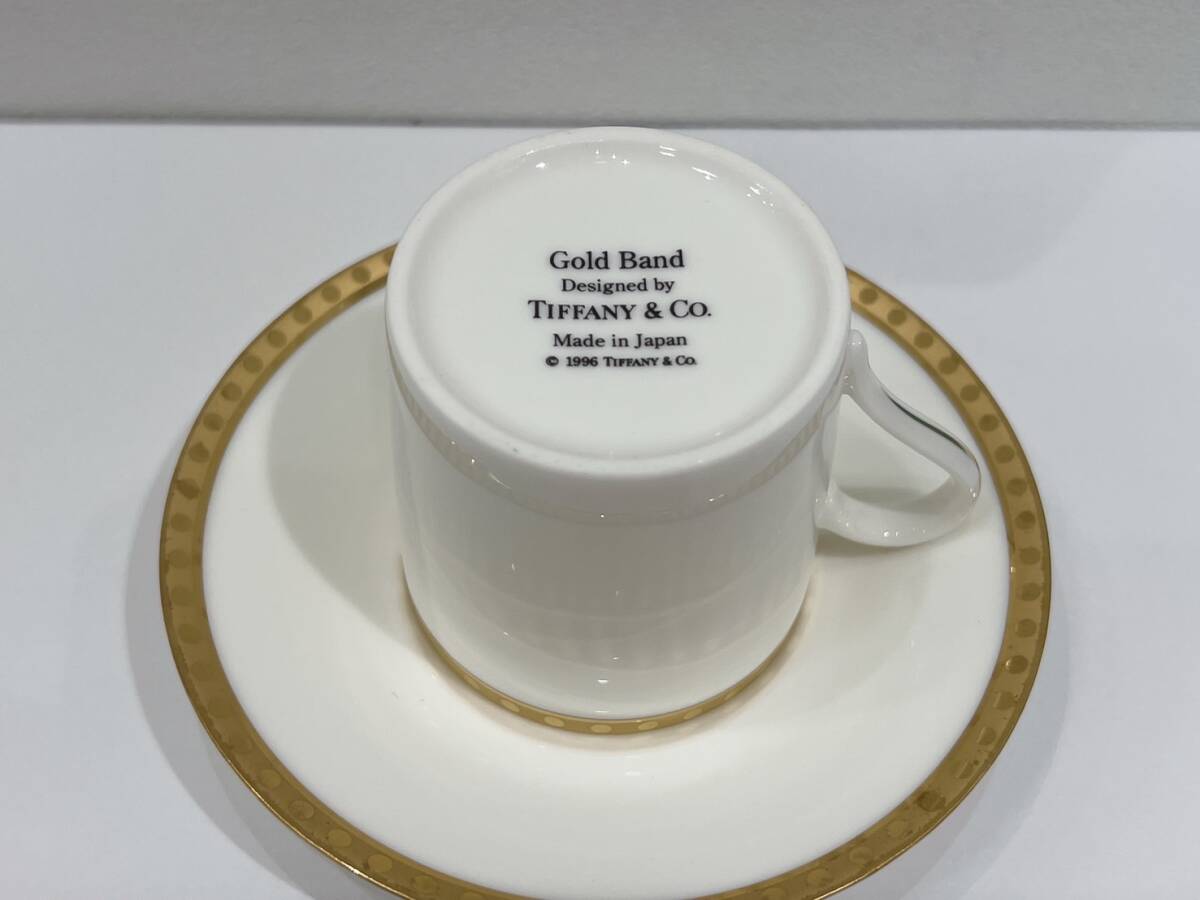 Gold Band
Designed by
TIFFANY & CO.
Made in Japan
© 1996 TIFFANY & CO.